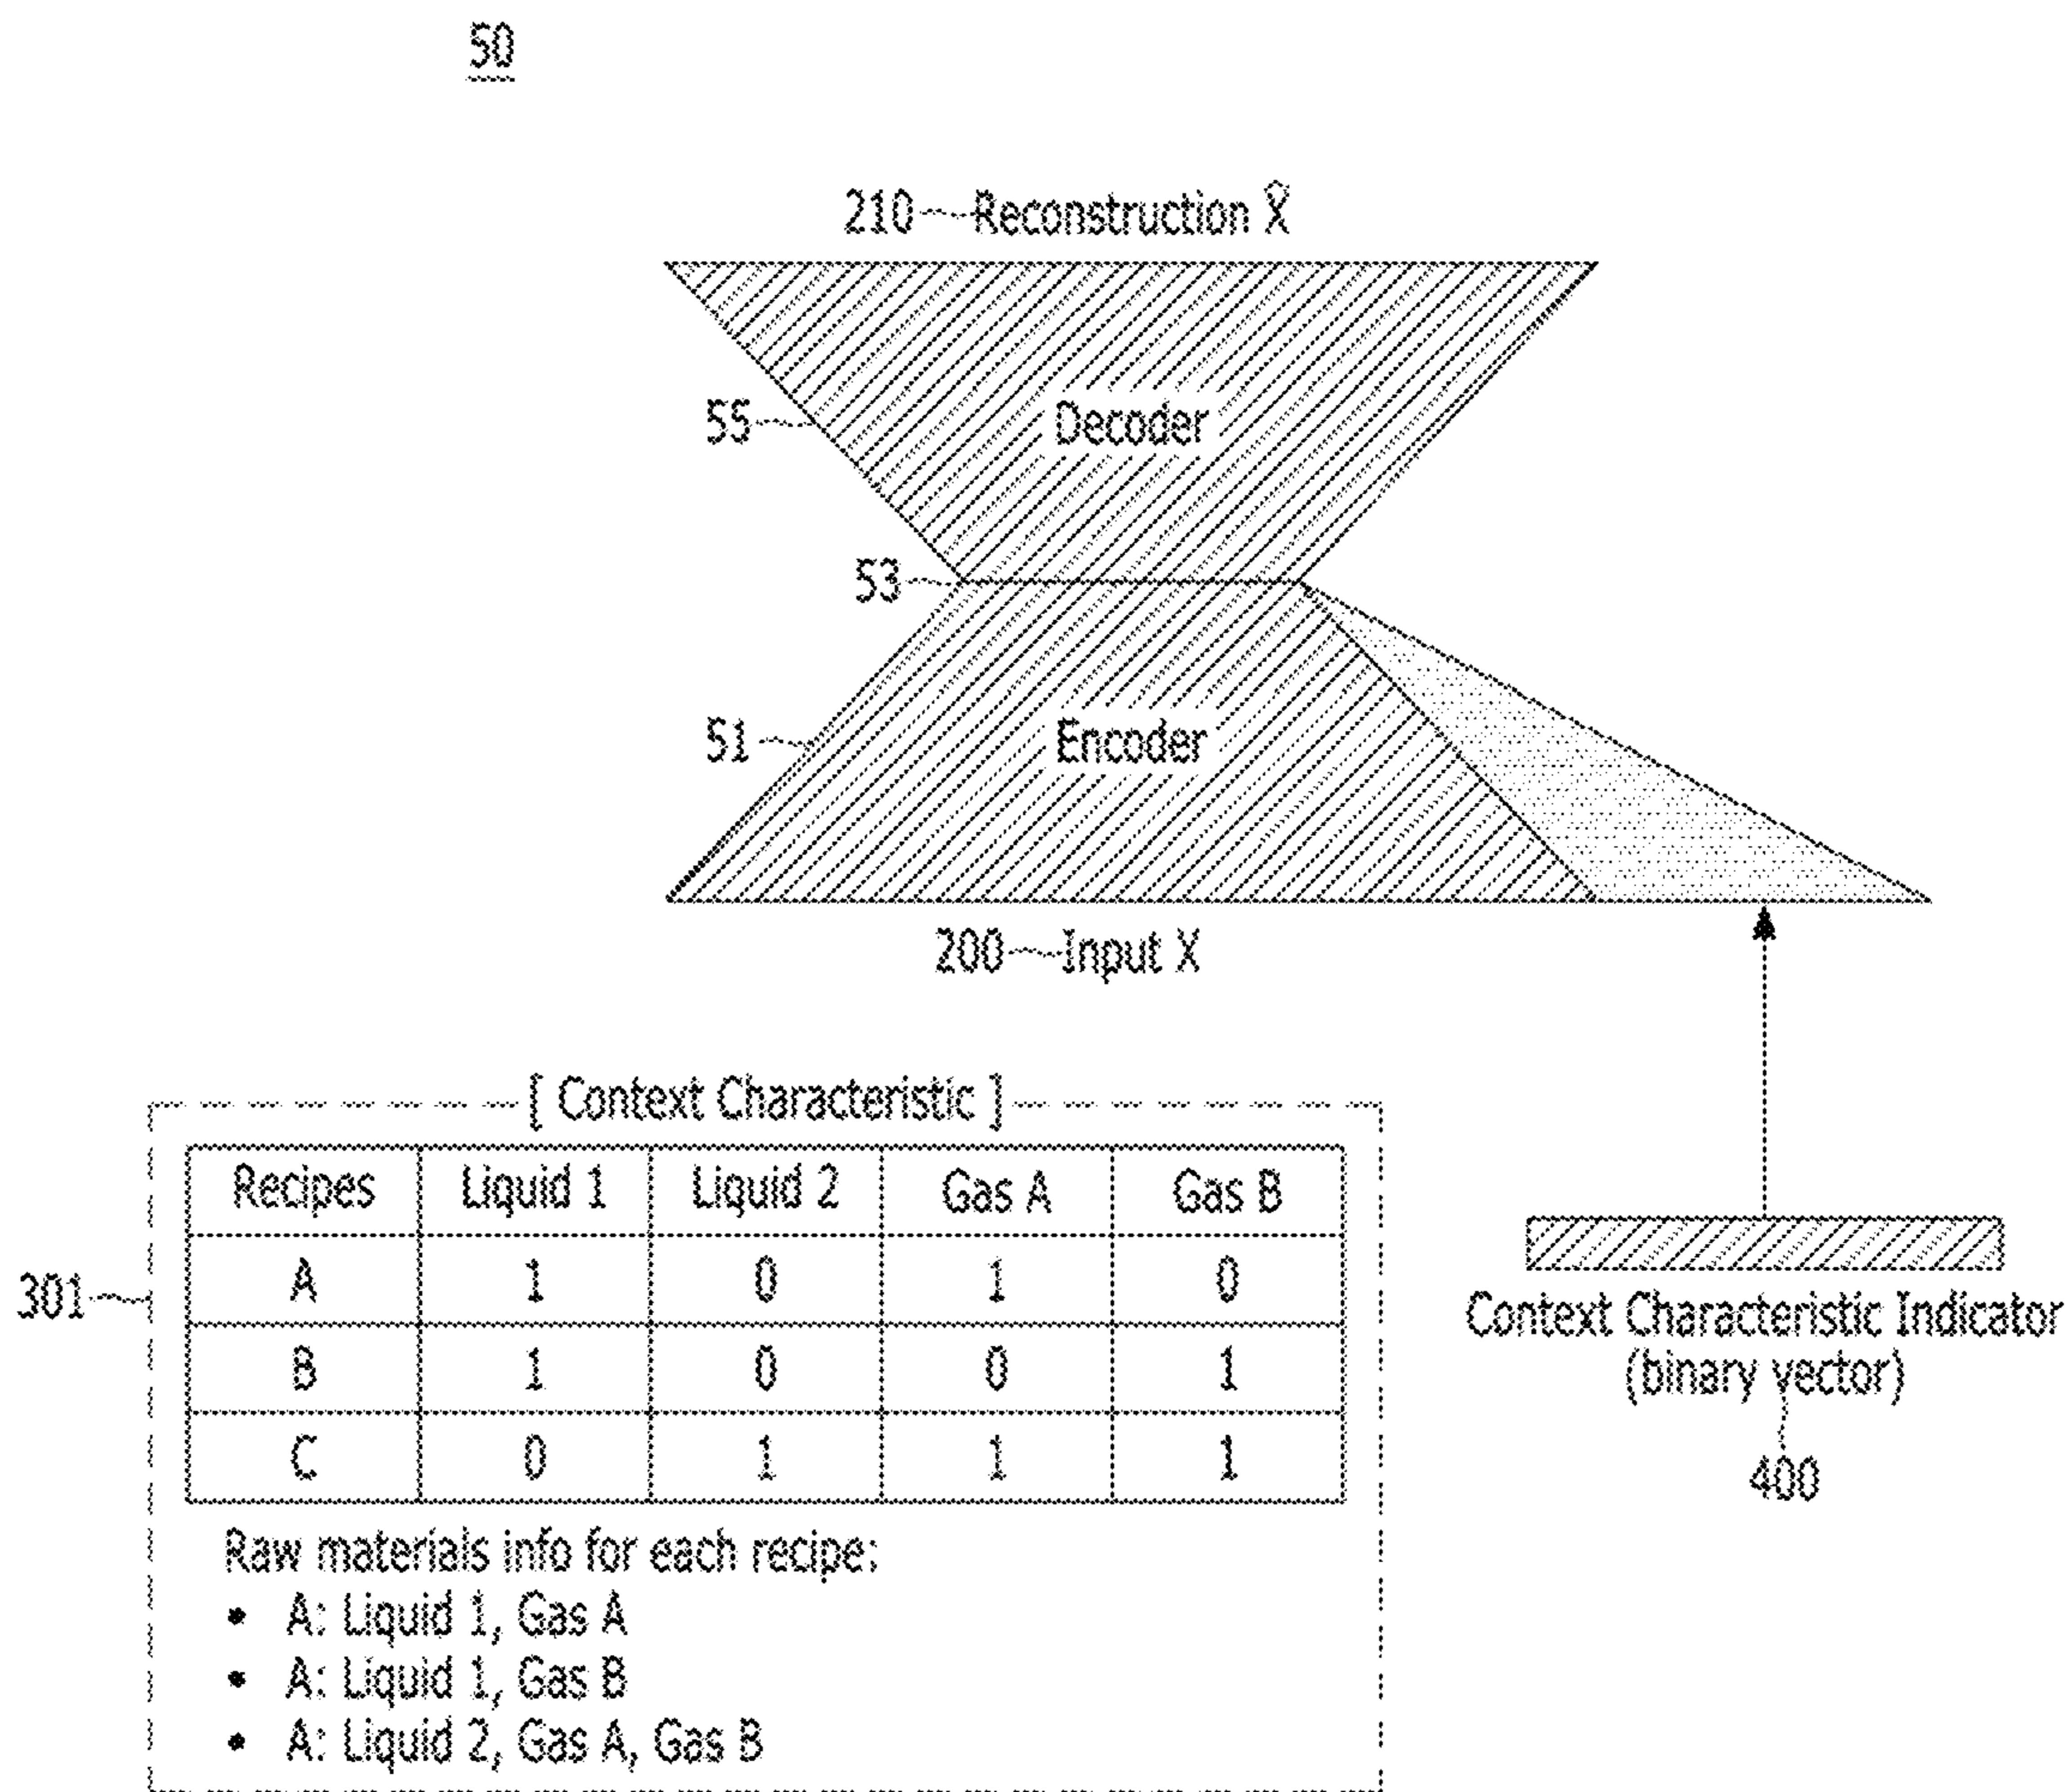 50
210 Reconstruction X̂
55
Decoder
53
51
Encoder
200 Input X
[ Context Characteristic ]
Recipes Liquid 1 Liquid 2 Gas A Gas B
A 1 0 1 0
B 1 0 0 1
C 0 1 1 1
301
Raw materials info for each recipe:
• A: Liquid 1, Gas A
• A: Liquid 1, Gas B
• A: Liquid 2, Gas A, Gas B
Context Characteristic Indicator
(binary vector)
400